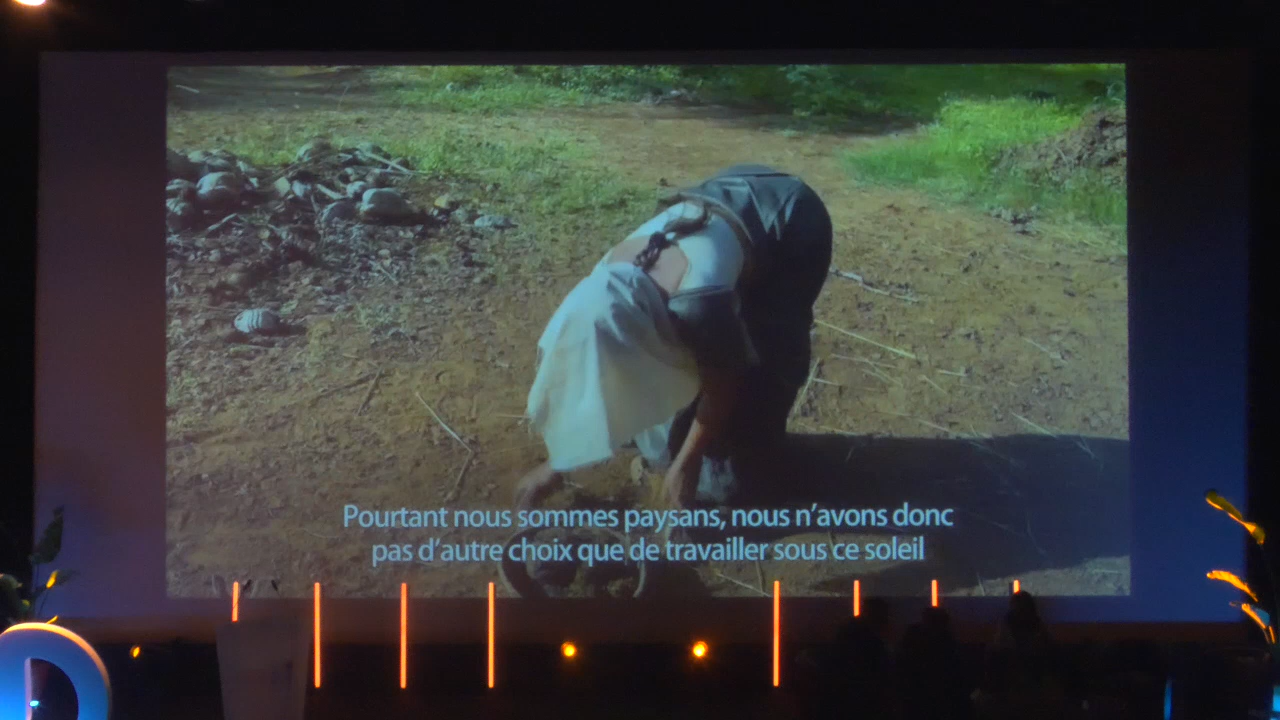 Pourtant nous sommes paysans, nous n’avons donc
pas d’autre choix que de travailler sous ce soleil